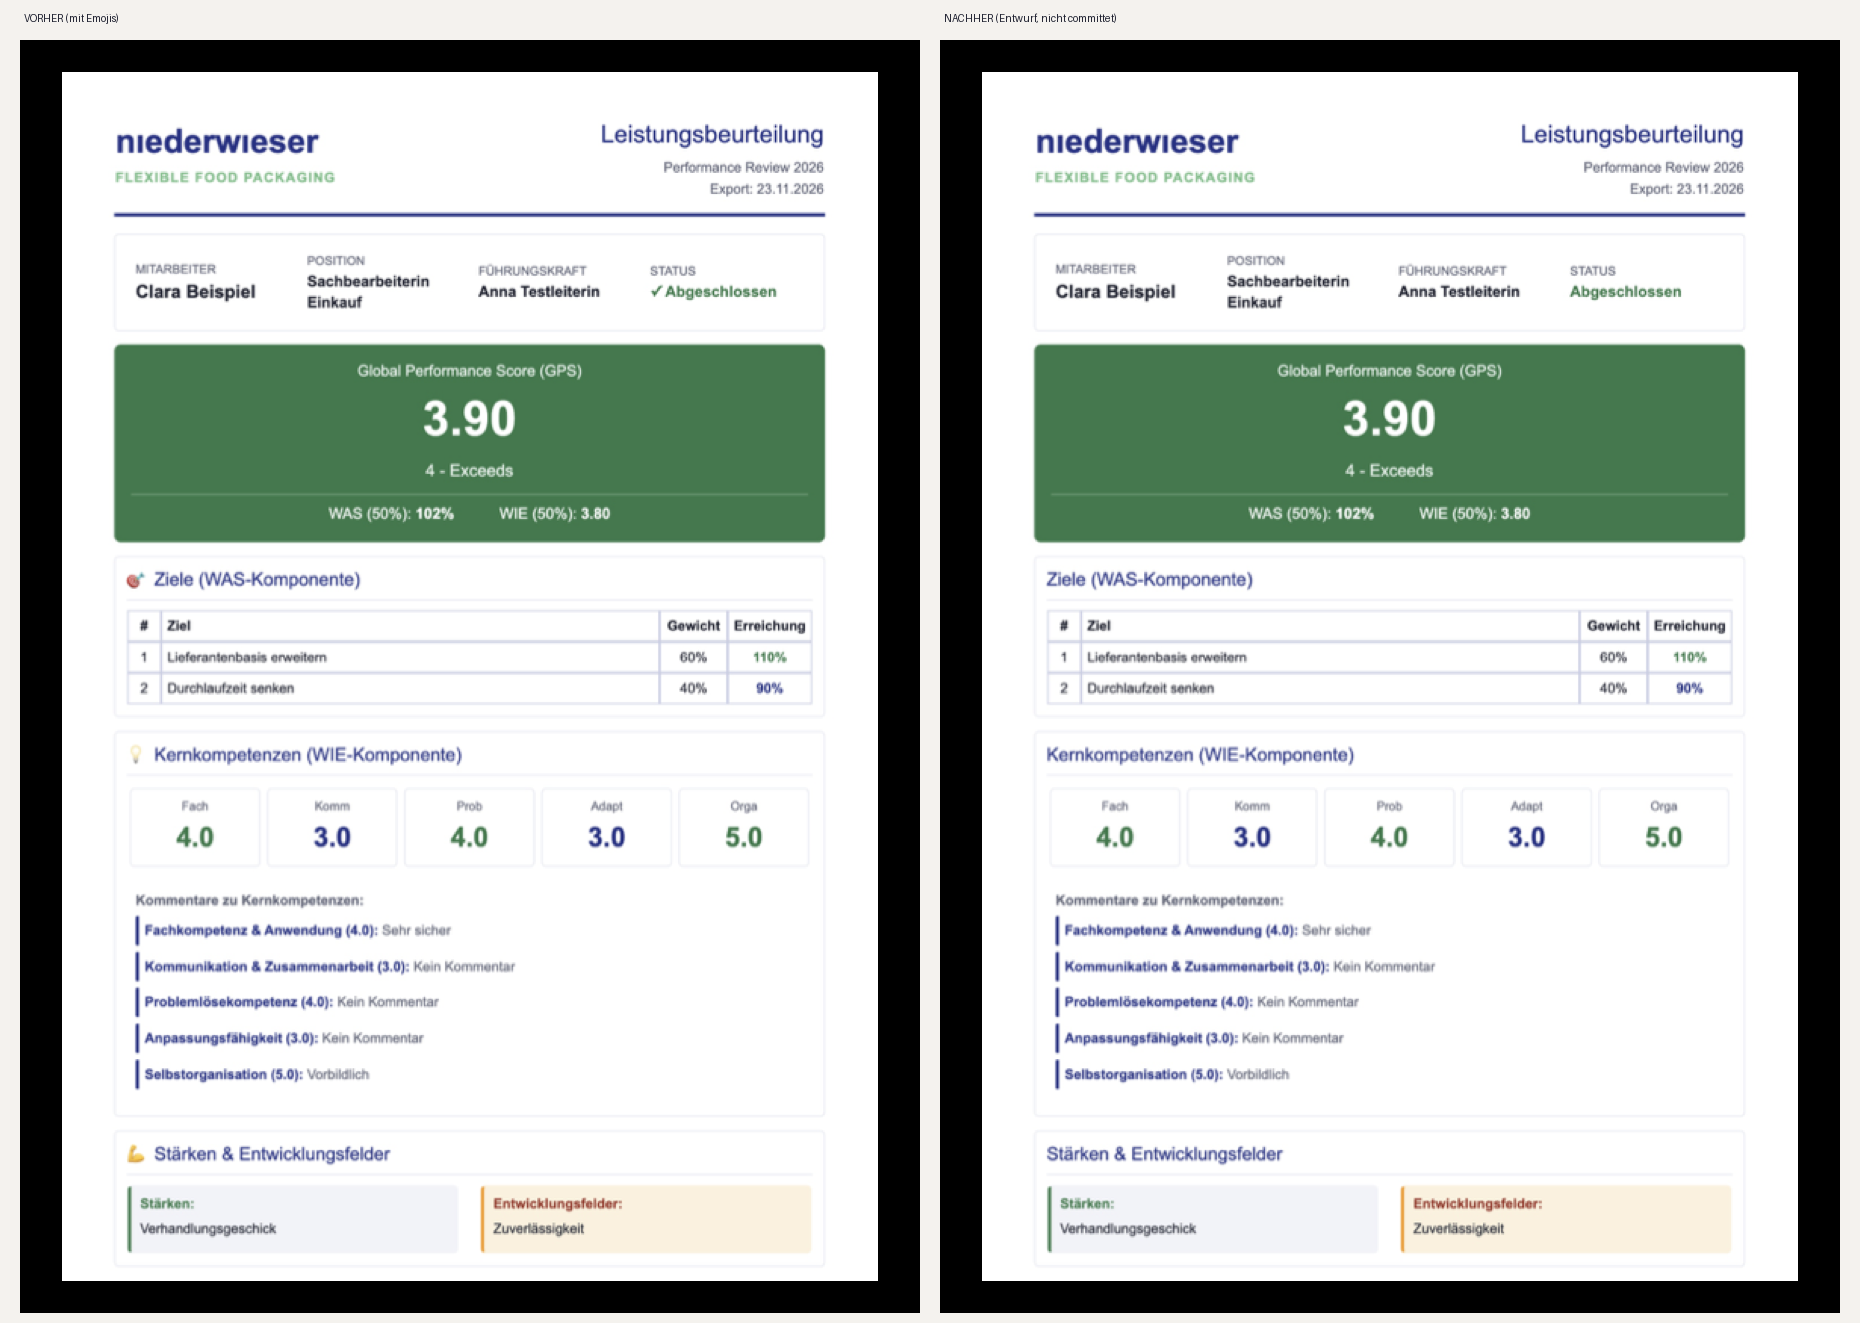 VORHER (mit Emojis)
niederwieser
FLEXIBLE FOOD PACKAGING
Leistungsbeurteilung
Performance Review 2026
Export: 23.11.2026
MITARBEITER
Clara Beispiel
POSITION
Sachbearbeiterin
Einkauf
FÜHRUNGSKRAFT
Anna Testleiterin
STATUS
✓ Abgeschlossen
Global Performance Score (GPS)
3.90
4 - Exceeds
WAS (50%): 102% WIE (50%): 3.80
🎯 Ziele (WAS-Komponente)
# Ziel Gewicht Erreichung
1 Lieferantenbasis erweitern 60% 110%
2 Durchlaufzeit senken 40% 90%
💡 Kernkompetenzen (WIE-Komponente)
Fach Komm Prob Adapt Orga
4.0 3.0 4.0 3.0 5.0
Kommentare zu Kernkompetenzen:
Fachkompetenz & Anwendung (4.0): Sehr sicher
Kommunikation & Zusammenarbeit (3.0): Kein Kommentar
Problemlösekompetenz (4.0): Kein Kommentar
Anpassungsfähigkeit (3.0): Kein Kommentar
Selbstorganisation (5.0): Vorbildlich
💪 Stärken & Entwicklungsfelder
Stärken:
Verhandlungsgeschick
Entwicklungsfelder:
Zuverlässigkeit
NACHHER (Entwurf, nicht committet)
niederwieser
FLEXIBLE FOOD PACKAGING
Leistungsbeurteilung
Performance Review 2026
Export: 23.11.2026
MITARBEITER
Clara Beispiel
POSITION
Sachbearbeiterin
Einkauf
FÜHRUNGSKRAFT
Anna Testleiterin
STATUS
Abgeschlossen
Global Performance Score (GPS)
3.90
4 - Exceeds
WAS (50%): 102% WIE (50%): 3.80
Ziele (WAS-Komponente)
# Ziel Gewicht Erreichung
1 Lieferantenbasis erweitern 60% 110%
2 Durchlaufzeit senken 40% 90%
Kernkompetenzen (WIE-Komponente)
Fach Komm Prob Adapt Orga
4.0 3.0 4.0 3.0 5.0
Kommentare zu Kernkompetenzen:
Fachkompetenz & Anwendung (4.0): Sehr sicher
Kommunikation & Zusammenarbeit (3.0): Kein Kommentar
Problemlösekompetenz (4.0): Kein Kommentar
Anpassungsfähigkeit (3.0): Kein Kommentar
Selbstorganisation (5.0): Vorbildlich
Stärken & Entwicklungsfelder
Stärken:
Verhandlungsgeschick
Entwicklungsfelder:
Zuverlässigkeit